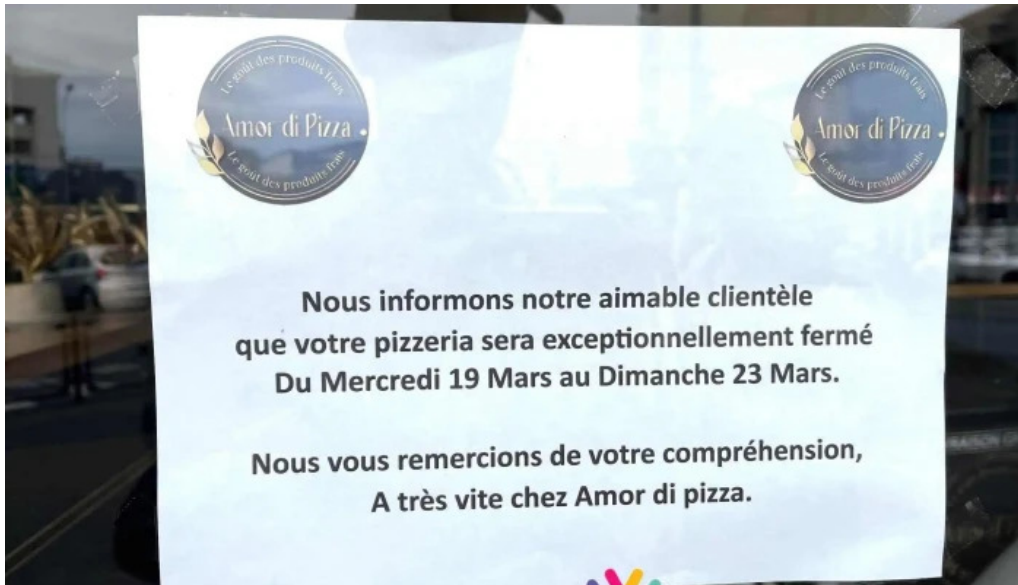 Le goût des produits frais
Amor di Pizza
Le goût des produits frais
Le goût des produits frais
Amor di Pizza
Le goût des produits frais
Nous informons notre aimable clientèle
que votre pizzeria sera exceptionnellement fermé
Du Mercredi 19 Mars au Dimanche 23 Mars.
Nous vous remercions de votre compréhension,
A très vite chez Amor di pizza.